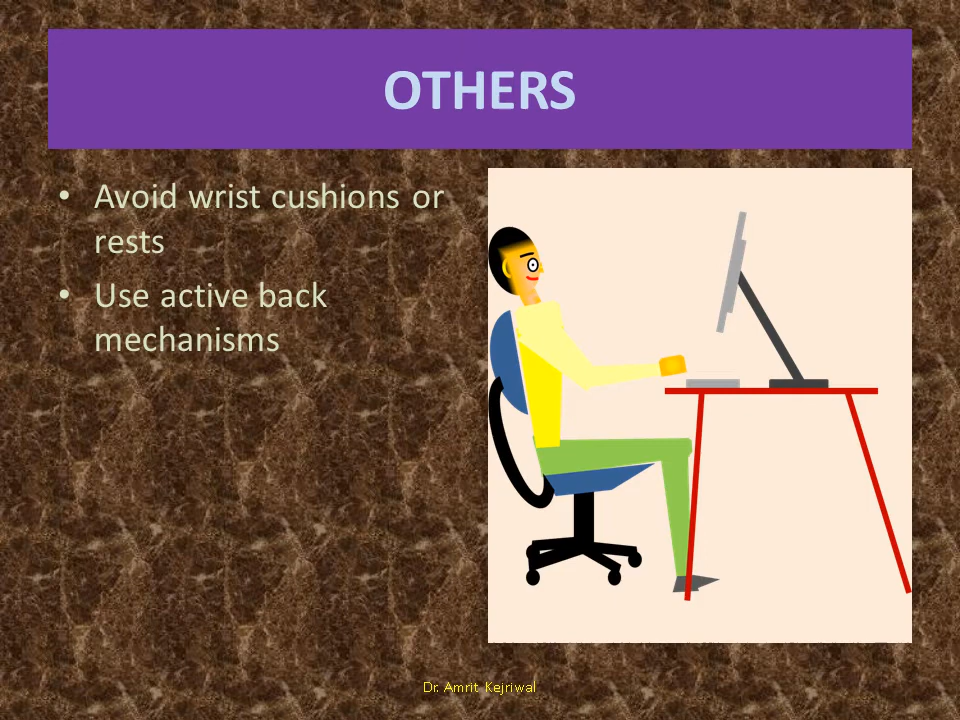 OTHERS
• Avoid wrist cushions or
rests
• Use active back
mechanisms
Dr. Amrit Kejriwal